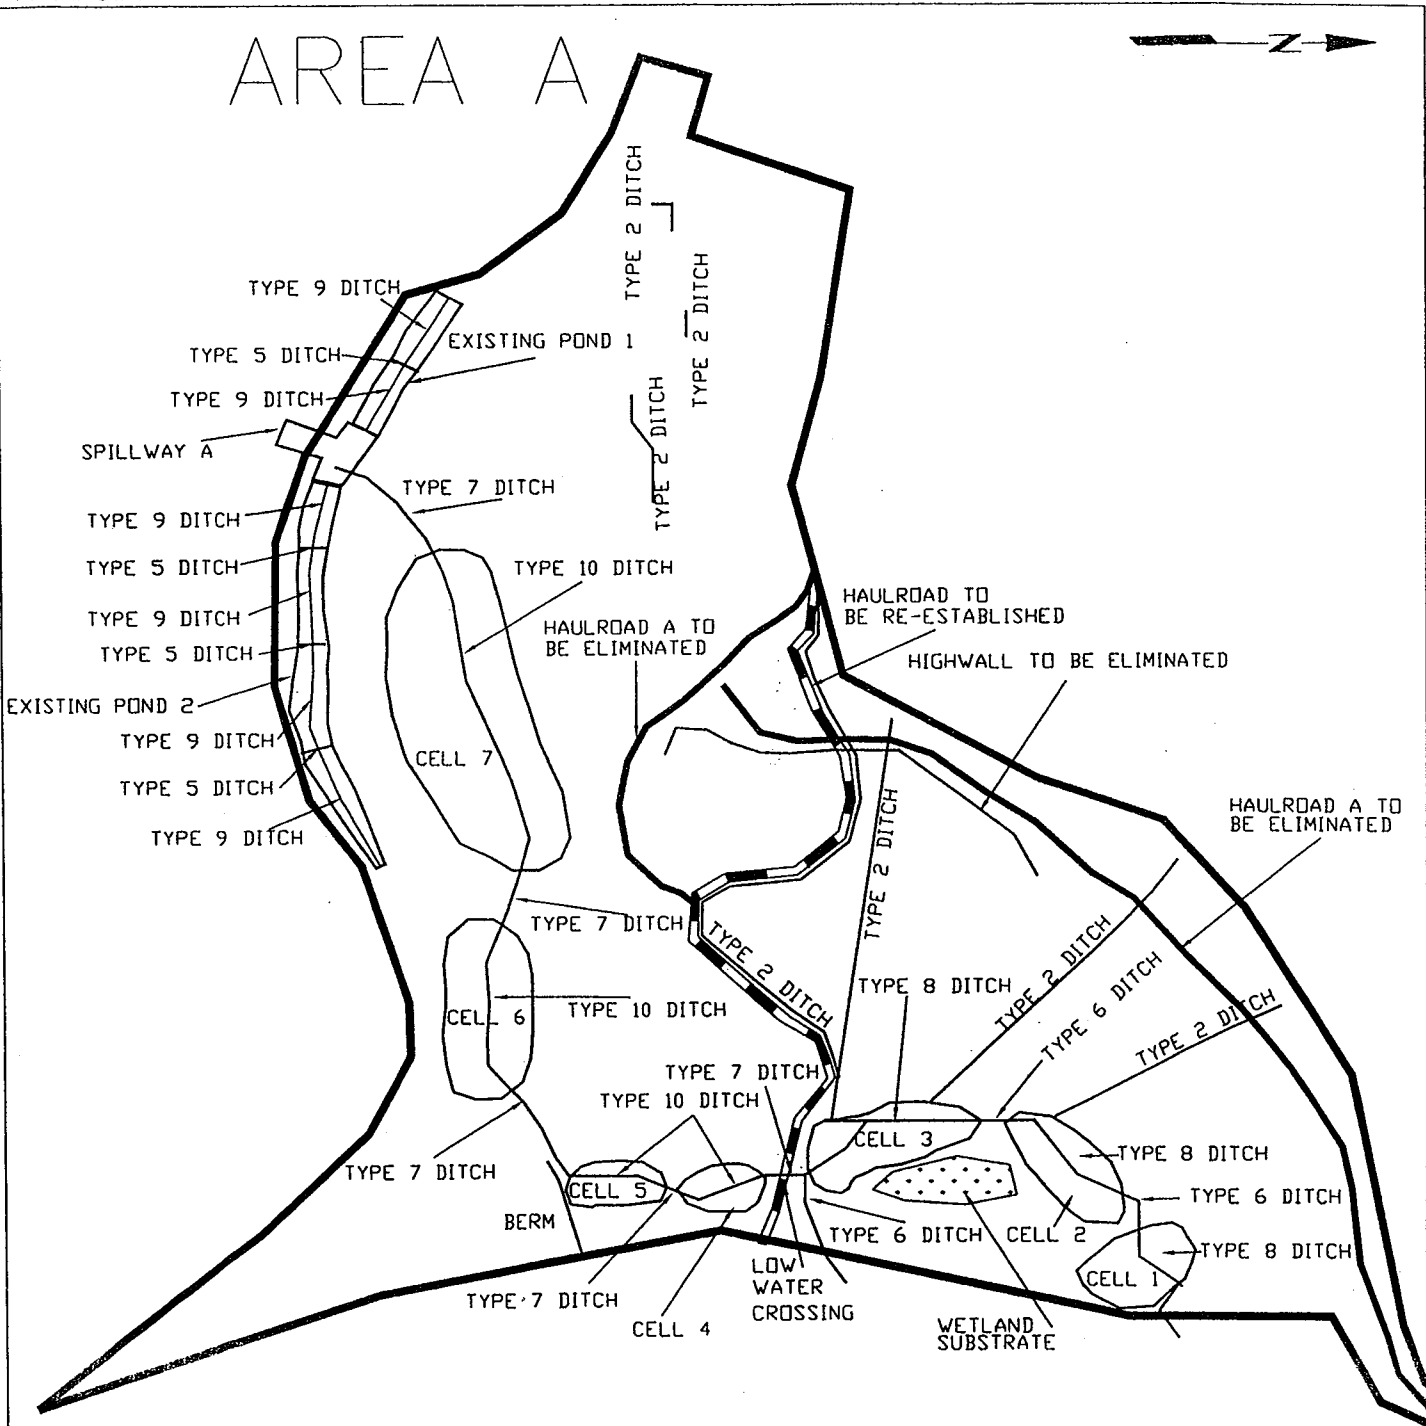 AREA A
N
TYPE 2 DITCH
TYPE 9 DITCH
TYPE 2 DITCH
EXISTING POND 1
TYPE 5 DITCH
TYPE 9 DITCH
TYPE 2 DITCH
SPILLWAY A
TYPE 7 DITCH
TYPE 9 DITCH
TYPE 5 DITCH
TYPE 10 DITCH
HAULROAD TO
BE RE-ESTABLISHED
TYPE 9 DITCH
HAULROAD A TO
BE ELIMINATED
TYPE 5 DITCH
HIGHWALL TO BE ELIMINATED
EXISTING POND 2
TYPE 9 DITCH
CELL 7
TYPE 5 DITCH
HAULROAD A TO
BE ELIMINATED
TYPE 9 DITCH
TYPE 2 DITCH
TYPE 7 DITCH
TYPE 2 DITCH
TYPE 8 DITCH
TYPE 2 DITCH
TYPE 6 DITCH
TYPE 2 DITCH
TYPE 10 DITCH
CELL 6
TYPE 7 DITCH
TYPE 10 DITCH
CELL 3
TYPE 8 DITCH
TYPE 7 DITCH
CELL 5
TYPE 6 DITCH
BERM
TYPE 6 DITCH
CELL 2
TYPE 8 DITCH
CELL 1
LOW
WATER
CROSSING
TYPE 7 DITCH
CELL 4
WETLAND
SUBSTRATE